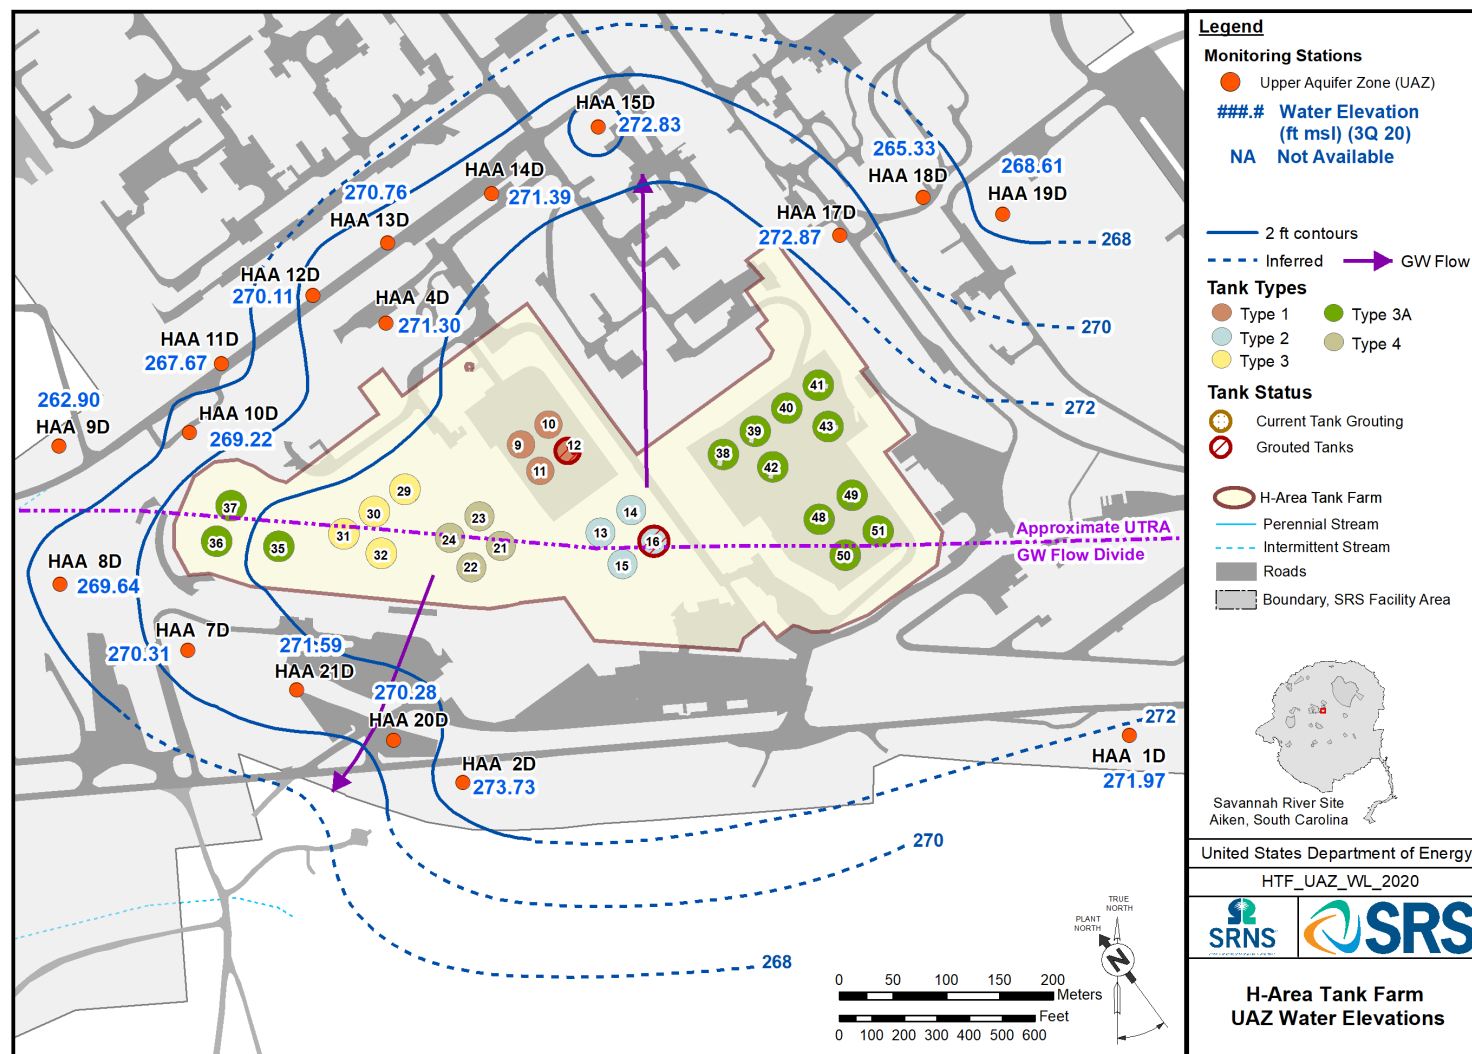 HAA 15D
272.83
HAA 14D
271.39
270.76
HAA 13D
265.33
HAA 18D
268.61
HAA 19D
HAA 17D
272.87
268
HAA 12D
270.11
HAA 4D
271.30
HAA 11D
267.67
270
262.90
HAA 9D
HAA 10D
269.22
272
41
40
43
39
38
42
10
9
12
11
49
48
51
50
37
36
35
29
30
31
32
23
24
21
22
14
13
16
15
Approximate UTRA
GW Flow Divide
HAA 8D
269.64
HAA 7D
270.31
271.59
HAA 21D
270.28
HAA 20D
HAA 2D
273.73
272
HAA 1D
271.97
270
268
TRUE
NORTH
PLANT
NORTH
N
0 50 100 150 200
Meters
Feet
0 100 200 300 400 500 600
Legend
Monitoring Stations
Upper Aquifer Zone (UAZ)
###.# Water Elevation
(ft msl) (3Q 20)
NA Not Available
2 ft contours
Inferred
GW Flow
Tank Types
Type 1
Type 3A
Type 2
Type 4
Type 3
Tank Status
Current Tank Grouting
Grouted Tanks
H-Area Tank Farm
Perennial Stream
Intermittent Stream
Roads
Boundary, SRS Facility Area
Savannah River Site
Aiken, South Carolina
United States Department of Energy
HTF_UAZ_WL_2020
SRNS
SRS
H-Area Tank Farm
UAZ Water Elevations